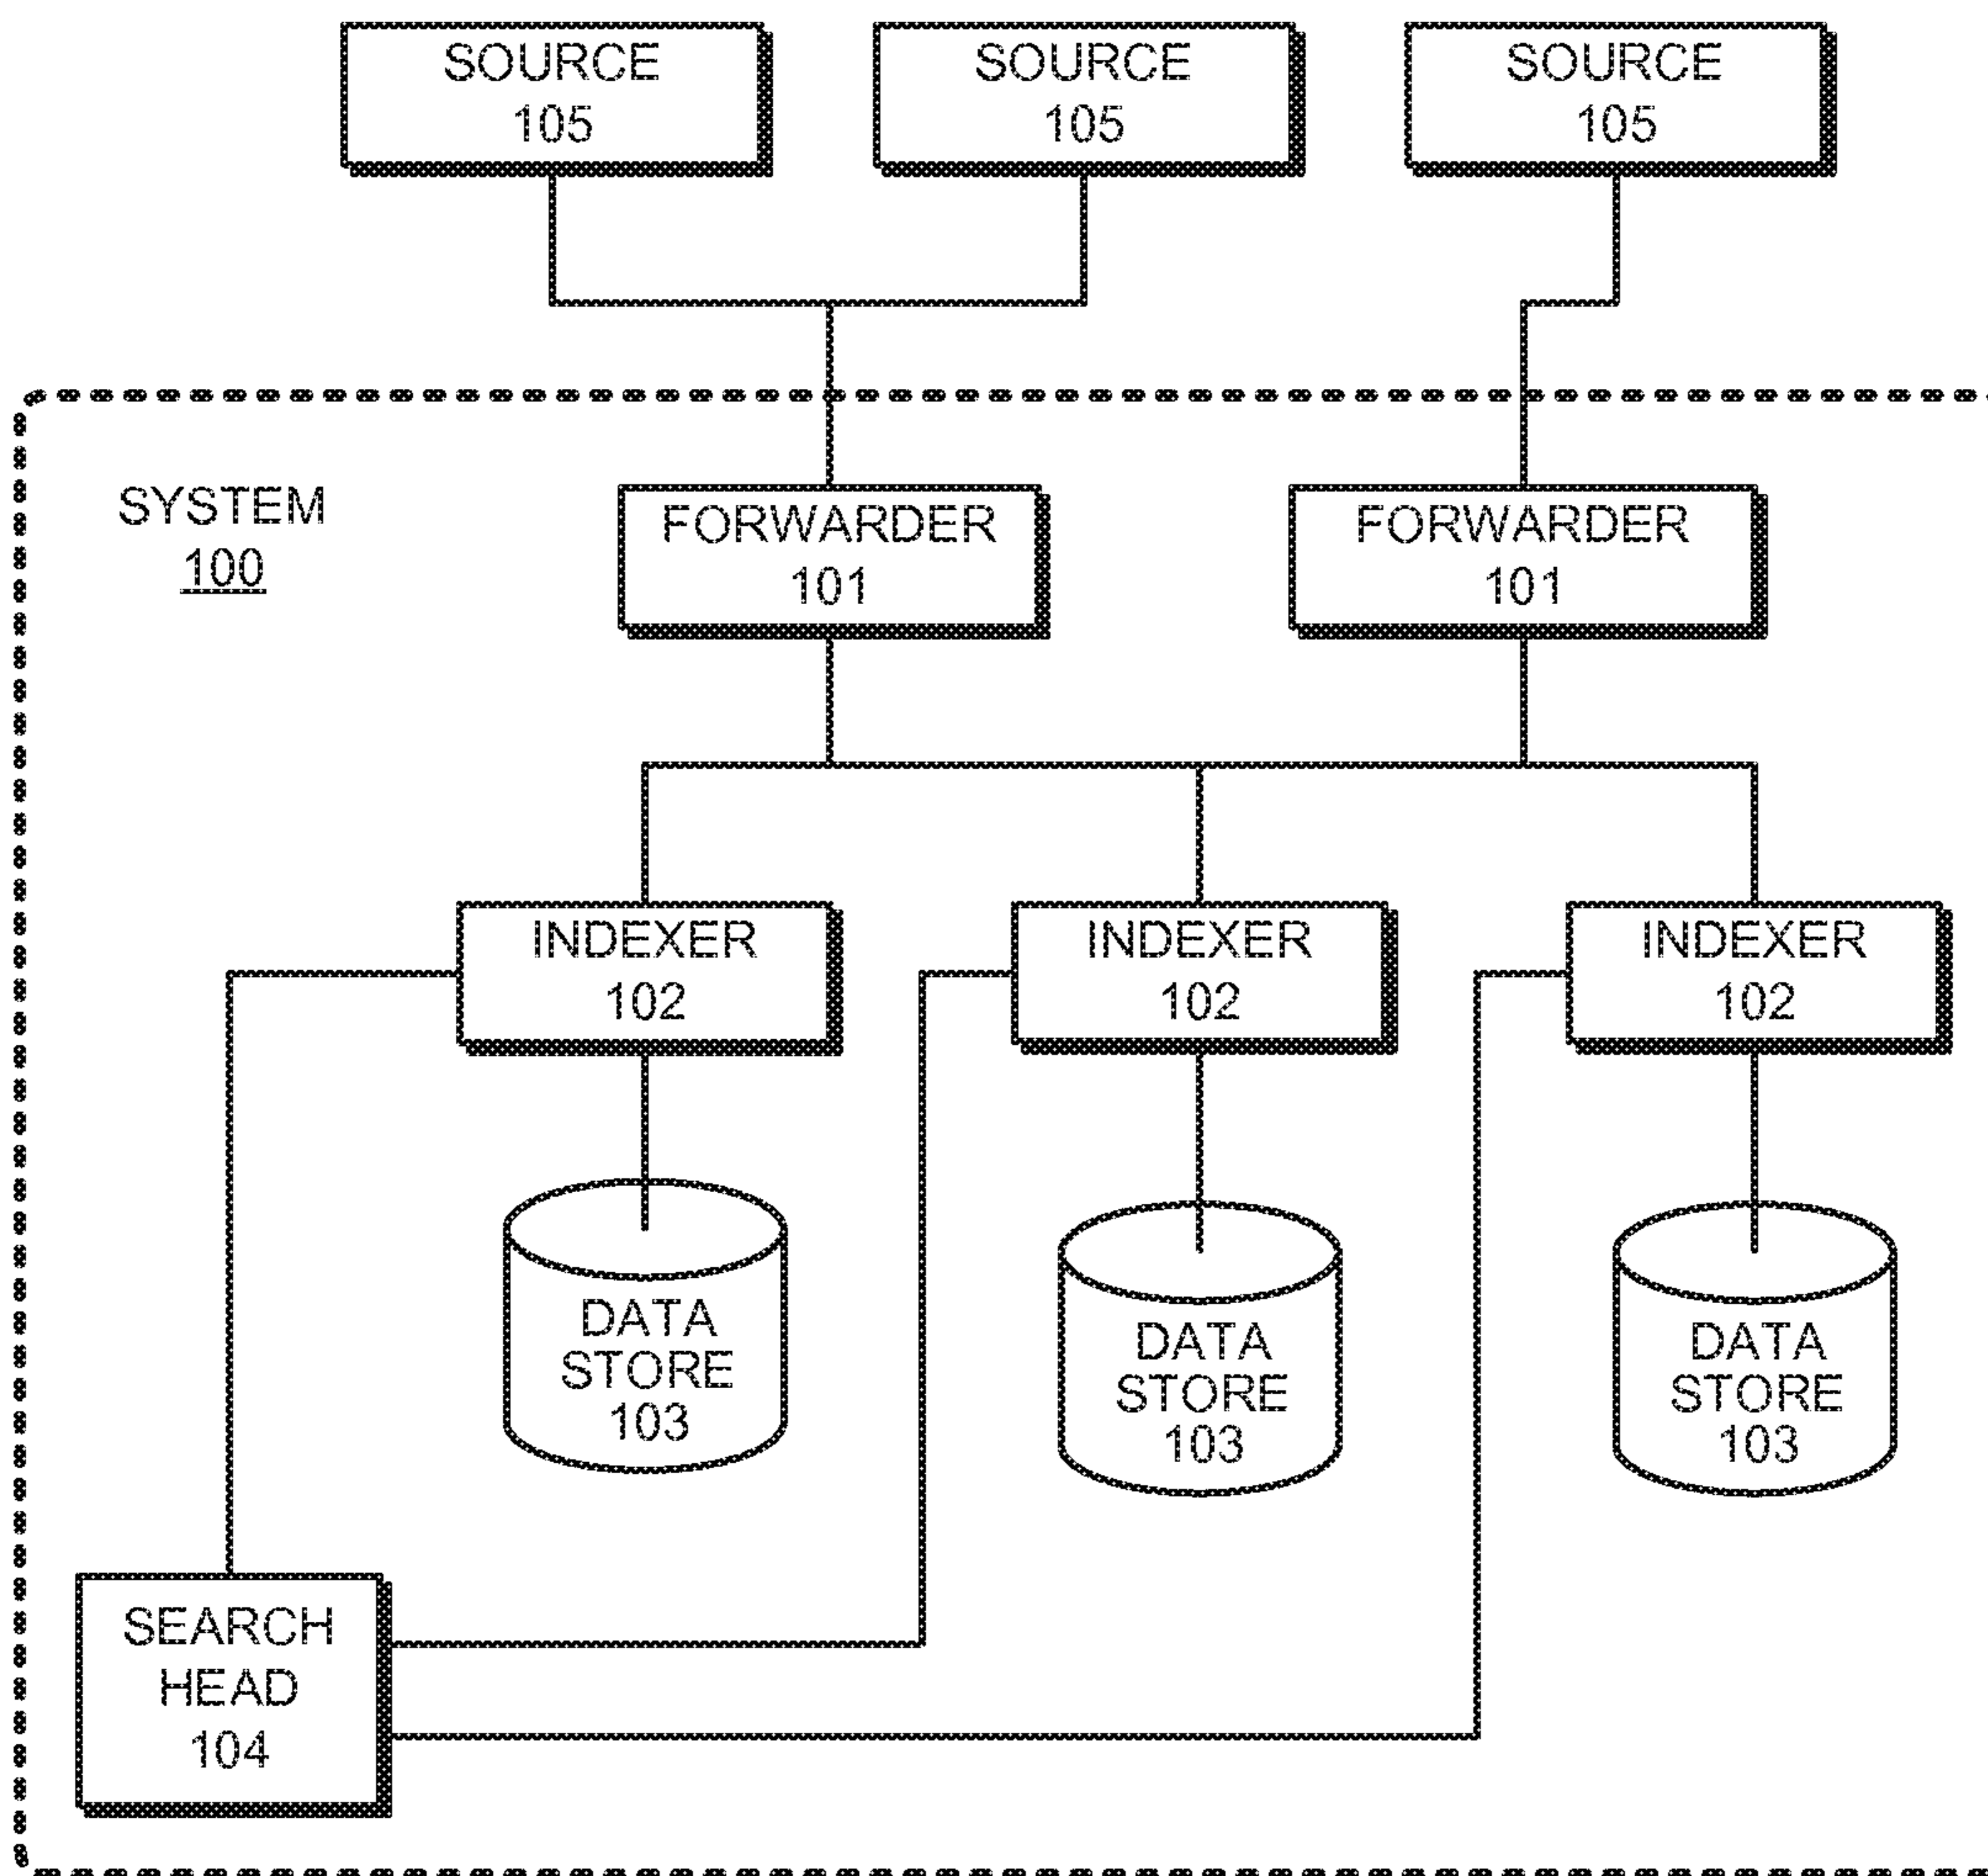 SOURCE
105
SOURCE
105
SOURCE
105
SYSTEM
100
FORWARDER
101
FORWARDER
101
INDEXER
102
INDEXER
102
INDEXER
102
DATA
STORE
103
DATA
STORE
103
DATA
STORE
103
SEARCH
HEAD
104